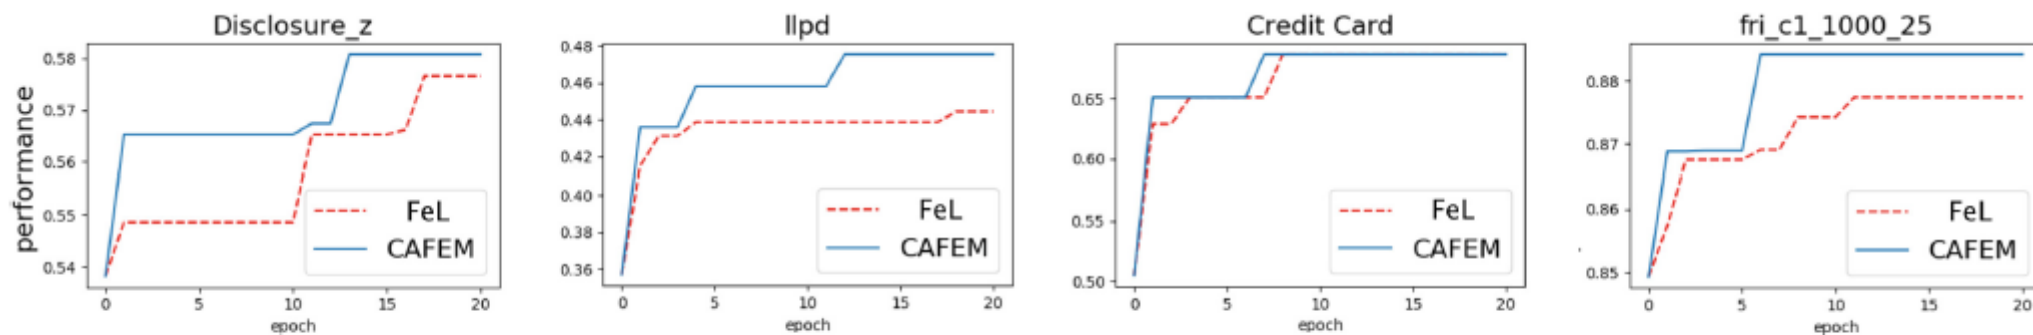 Disclosure_z
performance
0.58
0.57
0.56
0.55
0.54
0
5
10
15
20
epoch
FeL
CAFEM
llpd
0.48
0.46
0.44
0.42
0.40
0.38
0.36
0
5
10
15
20
epoch
FeL
CAFEM
Credit Card
0.65
0.60
0.55
0.50
0
5
10
15
20
epoch
FeL
CAFEM
fri_c1_1000_25
0.88
0.87
0.86
0.85
0
5
10
15
20
epoch
FeL
CAFEM